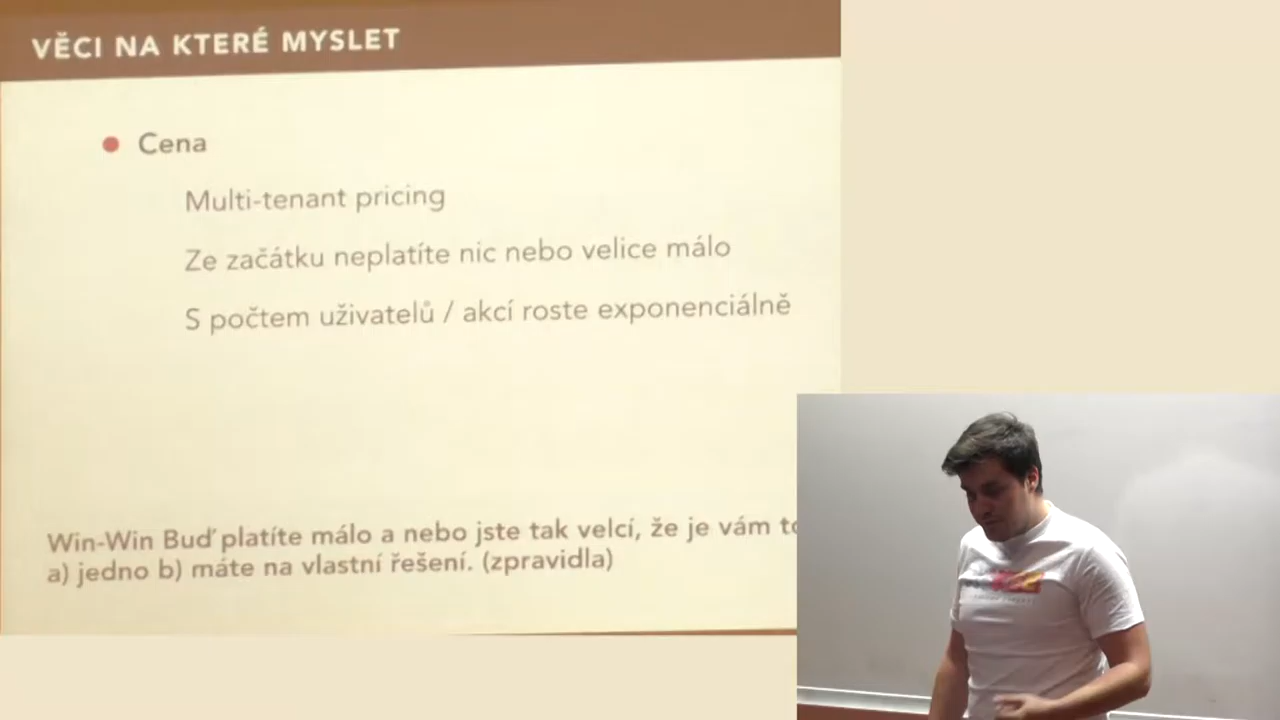 VĚCI NA KTERÉ MYSLET
Cena
Multi-tenant pricing
Ze začátku neplatíte nic nebo velice málo
S počtem uživatelů / akcí roste exponenciálně
Win-Win Buď platíte málo a nebo jste tak velcí, že je vám
a) jedno b) máte na vlastní řešení. (zpravidla)